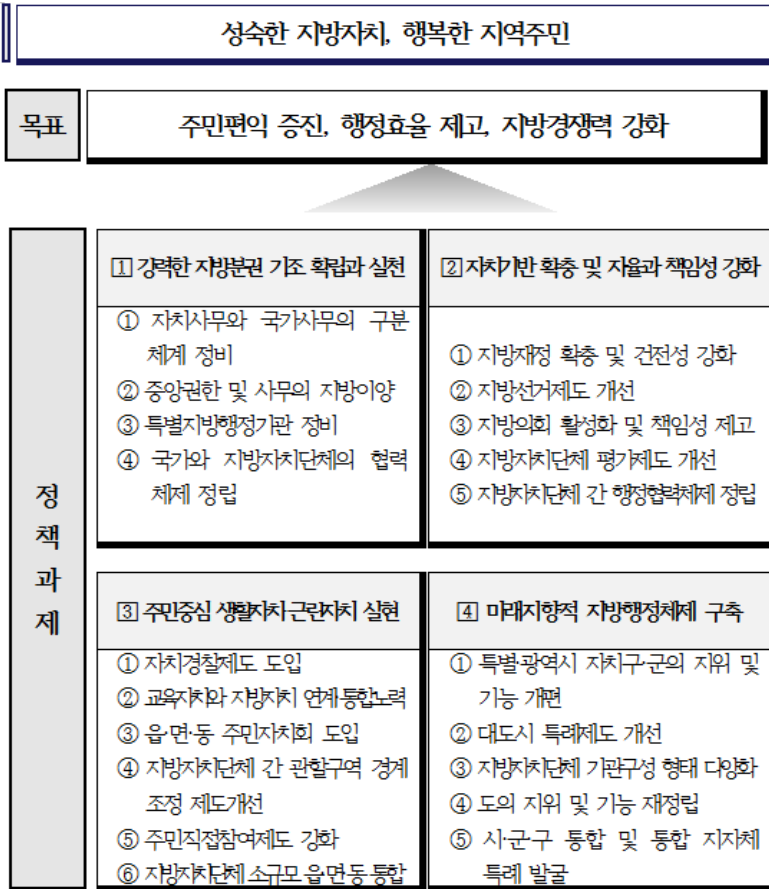 성숙한 지방자치, 행복한 지역주민
목표
주민편익 증진, 행정효율 제고, 지방경쟁력 강화
정
책
과
제
1 강력한 지방분권 기조 확립과 실천
① 자치사무와 국가사무의 구분
체계 정비
② 중앙권한 및 사무의 지방이양
③ 특별지방행정기관 정비
④ 국가와 지방자치단체의 협력
체제 정립
2 자치기반 확충 및 자율과 책임성 강화
① 지방재정 확충 및 건전성 강화
② 지방선거제도 개선
③ 지방의회 활성화 및 책임성 제고
④ 지방자치단체 평가제도 개선
⑤ 지방자치단체 간 행정협력체제 정립
3 주민중심 생활자치·근린자치 실현
① 자치경찰제도 도입
② 교육자치와 지방자치 연계·통합노력
③ 읍·면·동 주민자치회 도입
④ 지방자치단체 간 관할구역 경계
조정 제도개선
⑤ 주민직접참여제도 강화
⑥ 지방자치단체 소규모 읍·면·동 통합
4 미래지향적 지방행정체제 구축
① 특별·광역시 자치구·군의 지위 및
기능 개편
② 대도시 특례제도 개선
③ 지방자치단체 기관구성 형태 다양화
④ 도의 지위 및 기능 재정립
⑤ 시·군·구 통합 및 통합 지자체
특례 발굴